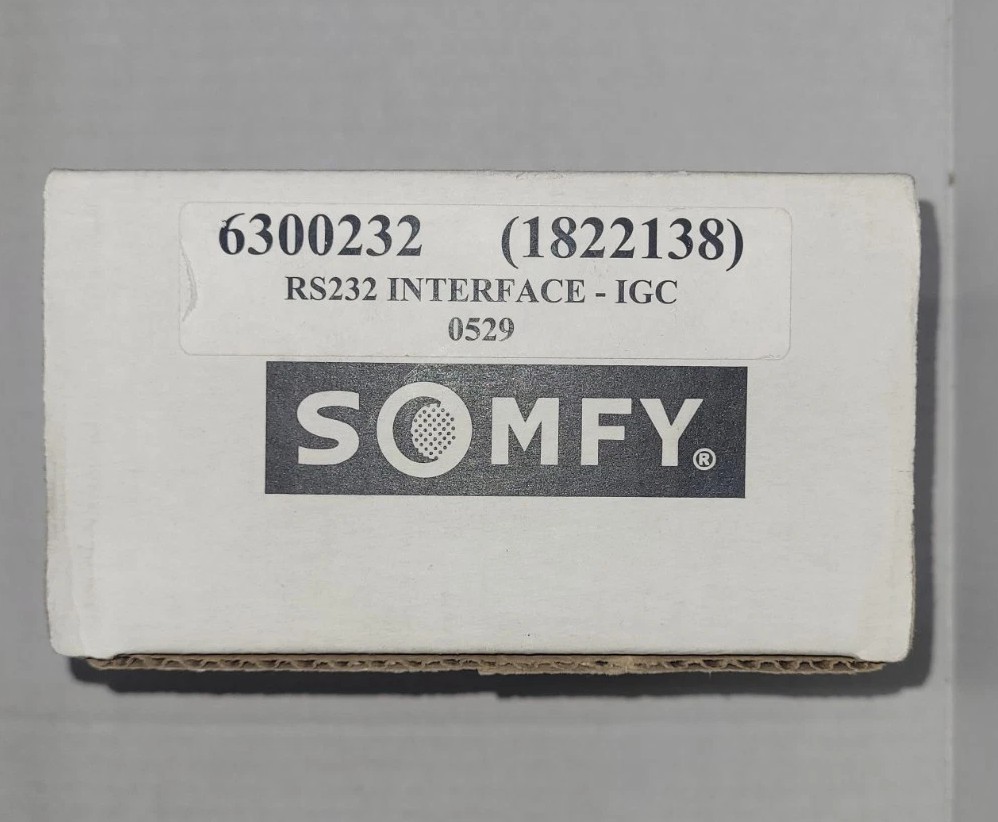 6300232 (1822138)
RS232 INTERFACE - IGC
0529
SOMFY®